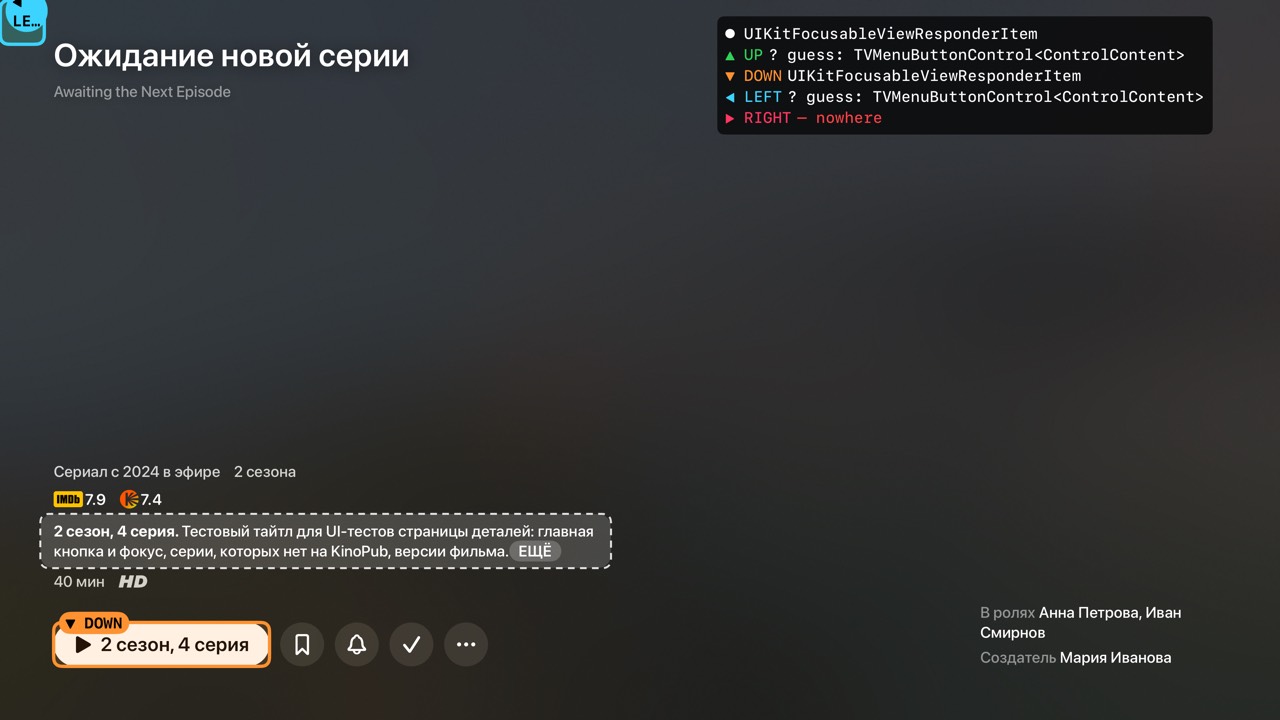 LE…
Ожидание новой серии
Awaiting the Next Episode
● UIKitFocusableViewResponderItem
▲ UP ? guess: TVMenuButtonControl<ControlContent>
▼ DOWN UIKitFocusableViewResponderItem
◀ LEFT ? guess: TVMenuButtonControl<ControlContent>
▶ RIGHT — nowhere
Сериал с 2024 в эфире 2 сезона
IMDb 7.9 7.4
2 сезон, 4 серия. Тестовый тайтл для UI-тестов страницы деталей: главная
кнопка и фокус, серии, которых нет на KinoPub, версии фильма. ЕЩЁ
40 мин HD
▼ DOWN
2 сезон, 4 серия
В ролях Анна Петрова, Иван
Смирнов
Создатель Мария Иванова